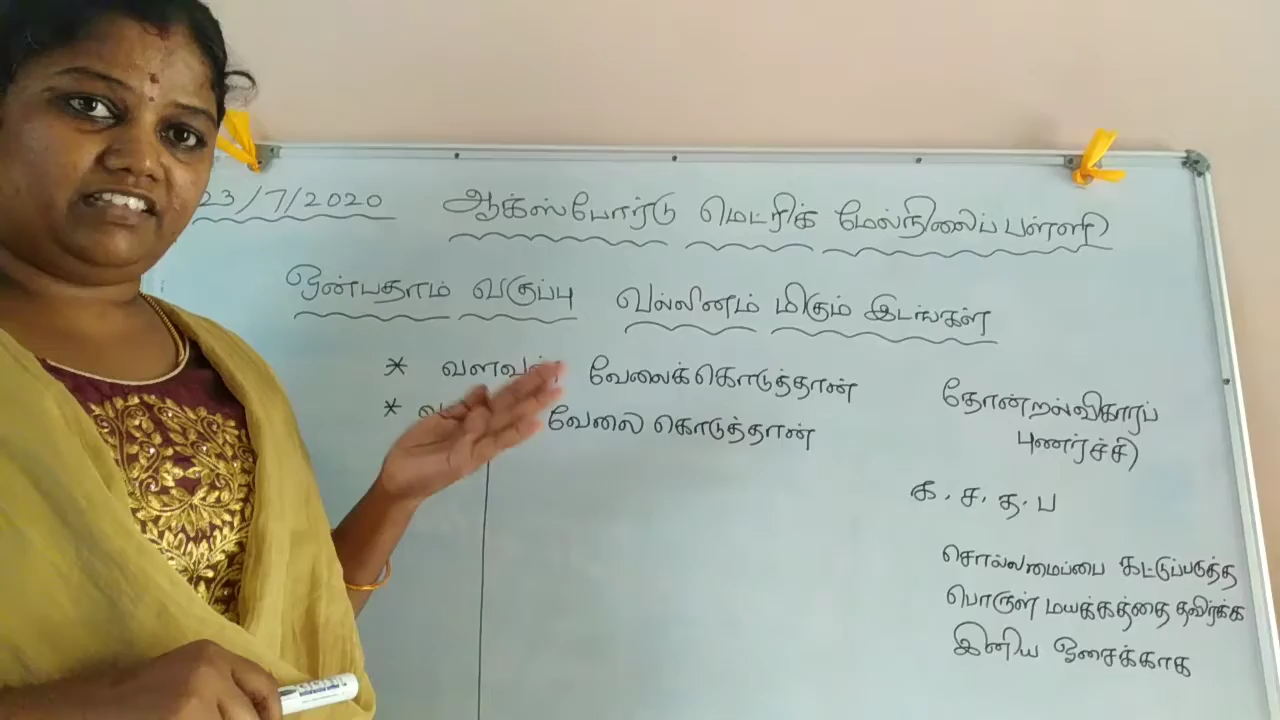 23/7/2020 ஆக்ஸ்போர்டு மெட்ரிக் மேல்நிலைப் பள்ளி
ஒன்பதாம் வகுப்பு வல்லினம் மிகும் இடங்கள்
* வளவன் வேலைக்கொடுத்தான்
* வேலை கொடுத்தான்
தோன்றல்விகாரப்
புணர்ச்சி
க. ச. த. ப
சொல்லமைப்பை கட்டுப்படுத்த
பொருள் மயக்கத்தை தவிர்க்க
இனிய ஓசைக்காக